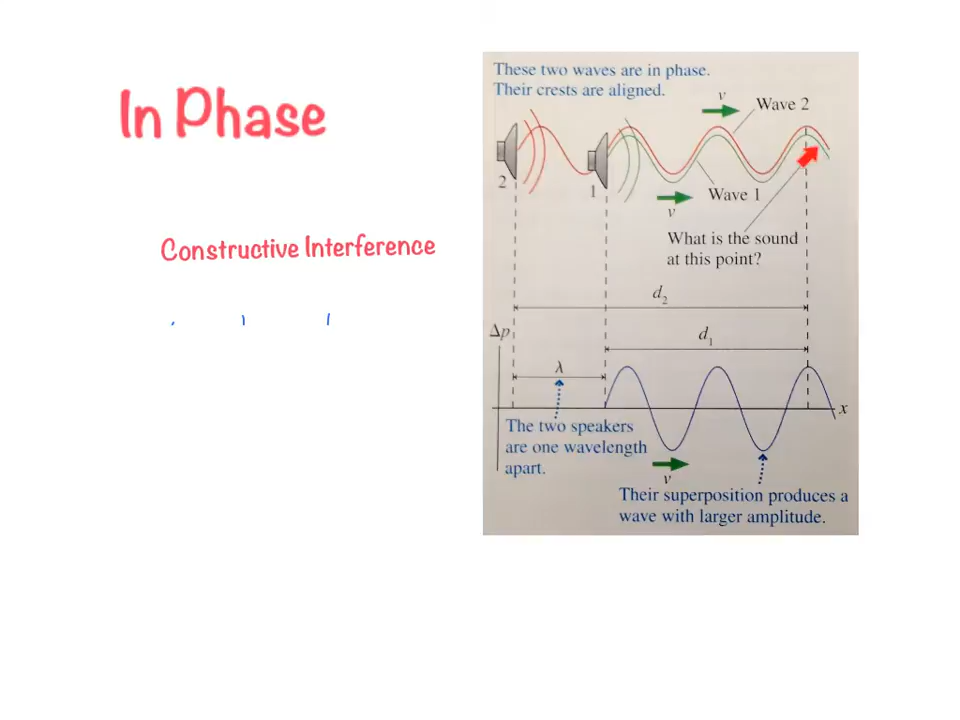 In Phase
Constructive Interference
These two waves are in phase.
Their crests are aligned.
v
Wave 2
2
1
Wave 1
v
What is the sound
at this point?
d₂
Δp
d₁
λ
x
The two speakers
are one wavelength
apart.
v
Their superposition produces a
wave with larger amplitude.